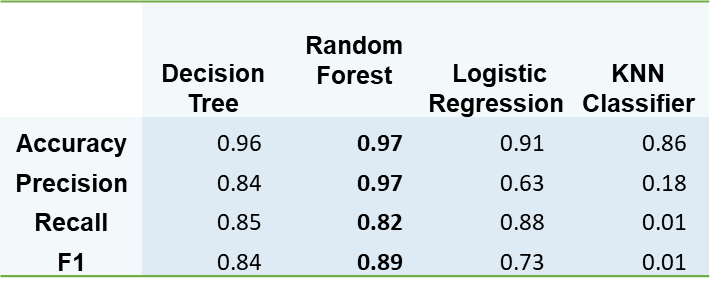 Decision Tree Random Forest Logistic Regression KNN Classifier
Accuracy 0.96 0.97 0.91 0.86
Precision 0.84 0.97 0.63 0.18
Recall 0.85 0.82 0.88 0.01
F1 0.84 0.89 0.73 0.01